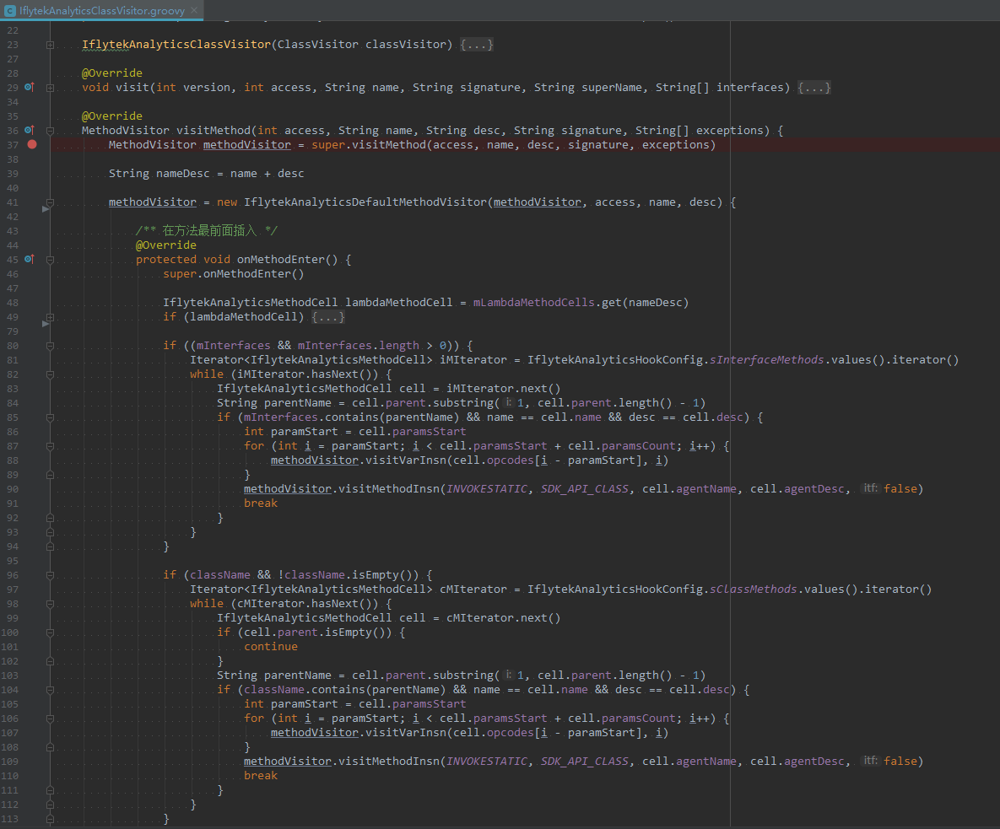 IflytekAnalyticsClassVisitor.groovy
22
23 IflytekAnalyticsClassVisitor(ClassVisitor classVisitor) {...}
27
28 @Override
29 void visit(int version, int access, String name, String signature, String superName, String[] interfaces) {...}
34
35 @Override
36 MethodVisitor visitMethod(int access, String name, String desc, String signature, String[] exceptions) {
37 MethodVisitor methodVisitor = super.visitMethod(access, name, desc, signature, exceptions)
38
39 String nameDesc = name + desc
40
41 methodVisitor = new IflytekAnalyticsDefaultMethodVisitor(methodVisitor, access, name, desc) {
42
43 /** 在方法最前面插入 */
44 @Override
45 protected void onMethodEnter() {
46 super.onMethodEnter()
47
48 IflytekAnalyticsMethodCell lambdaMethodCell = mLambdaMethodCells.get(nameDesc)
49 if (lambdaMethodCell) {...}
79
80 if ((mInterfaces && mInterfaces.length > 0)) {
81 Iterator<IflytekAnalyticsMethodCell> iMIterator = IflytekAnalyticsHookConfig.sInterfaceMethods.values().iterator()
82 while (iMIterator.hasNext()) {
83 IflytekAnalyticsMethodCell cell = iMIterator.next()
84 String parentName = cell.parent.substring( i: 1, cell.parent.length() - 1)
85 if (mInterfaces.contains(parentName) && name == cell.name && desc == cell.desc) {
86 int paramStart = cell.paramsStart
87 for (int i = paramStart; i < cell.paramsStart + cell.paramsCount; i++) {
88 methodVisitor.visitVarInsn(cell.opcodes[i - paramStart], i)
89 }
90 methodVisitor.visitMethodInsn(INVOKESTATIC, SDK_API_CLASS, cell.agentName, cell.agentDesc, itf: false)
91 break
92 }
93 }
94 }
95
96 if (className && !className.isEmpty()) {
97 Iterator<IflytekAnalyticsMethodCell> cMIterator = IflytekAnalyticsHookConfig.sClassMethods.values().iterator()
98 while (cMIterator.hasNext()) {
99 IflytekAnalyticsMethodCell cell = cMIterator.next()
100 if (cell.parent.isEmpty()) {
101 continue
102 }
103 String parentName = cell.parent.substring( i: 1, cell.parent.length() - 1)
104 if (className.contains(parentName) && name == cell.name && desc == cell.desc) {
105 int paramStart = cell.paramsStart
106 for (int i = paramStart; i < cell.paramsStart + cell.paramsCount; i++) {
107 methodVisitor.visitVarInsn(cell.opcodes[i - paramStart], i)
108 }
109 methodVisitor.visitMethodInsn(INVOKESTATIC, SDK_API_CLASS, cell.agentName, cell.agentDesc, itf: false)
110 break
111 }
112 }
113 }